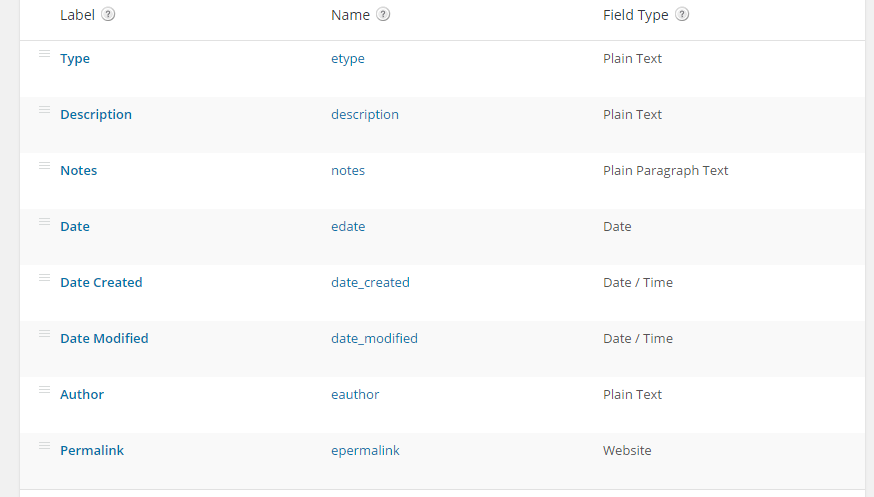 Label ? Name ? Field Type ?
Type etype Plain Text
Description description Plain Text
Notes notes Plain Paragraph Text
Date edate Date
Date Created date_created Date / Time
Date Modified date_modified Date / Time
Author eauthor Plain Text
Permalink epermalink Website